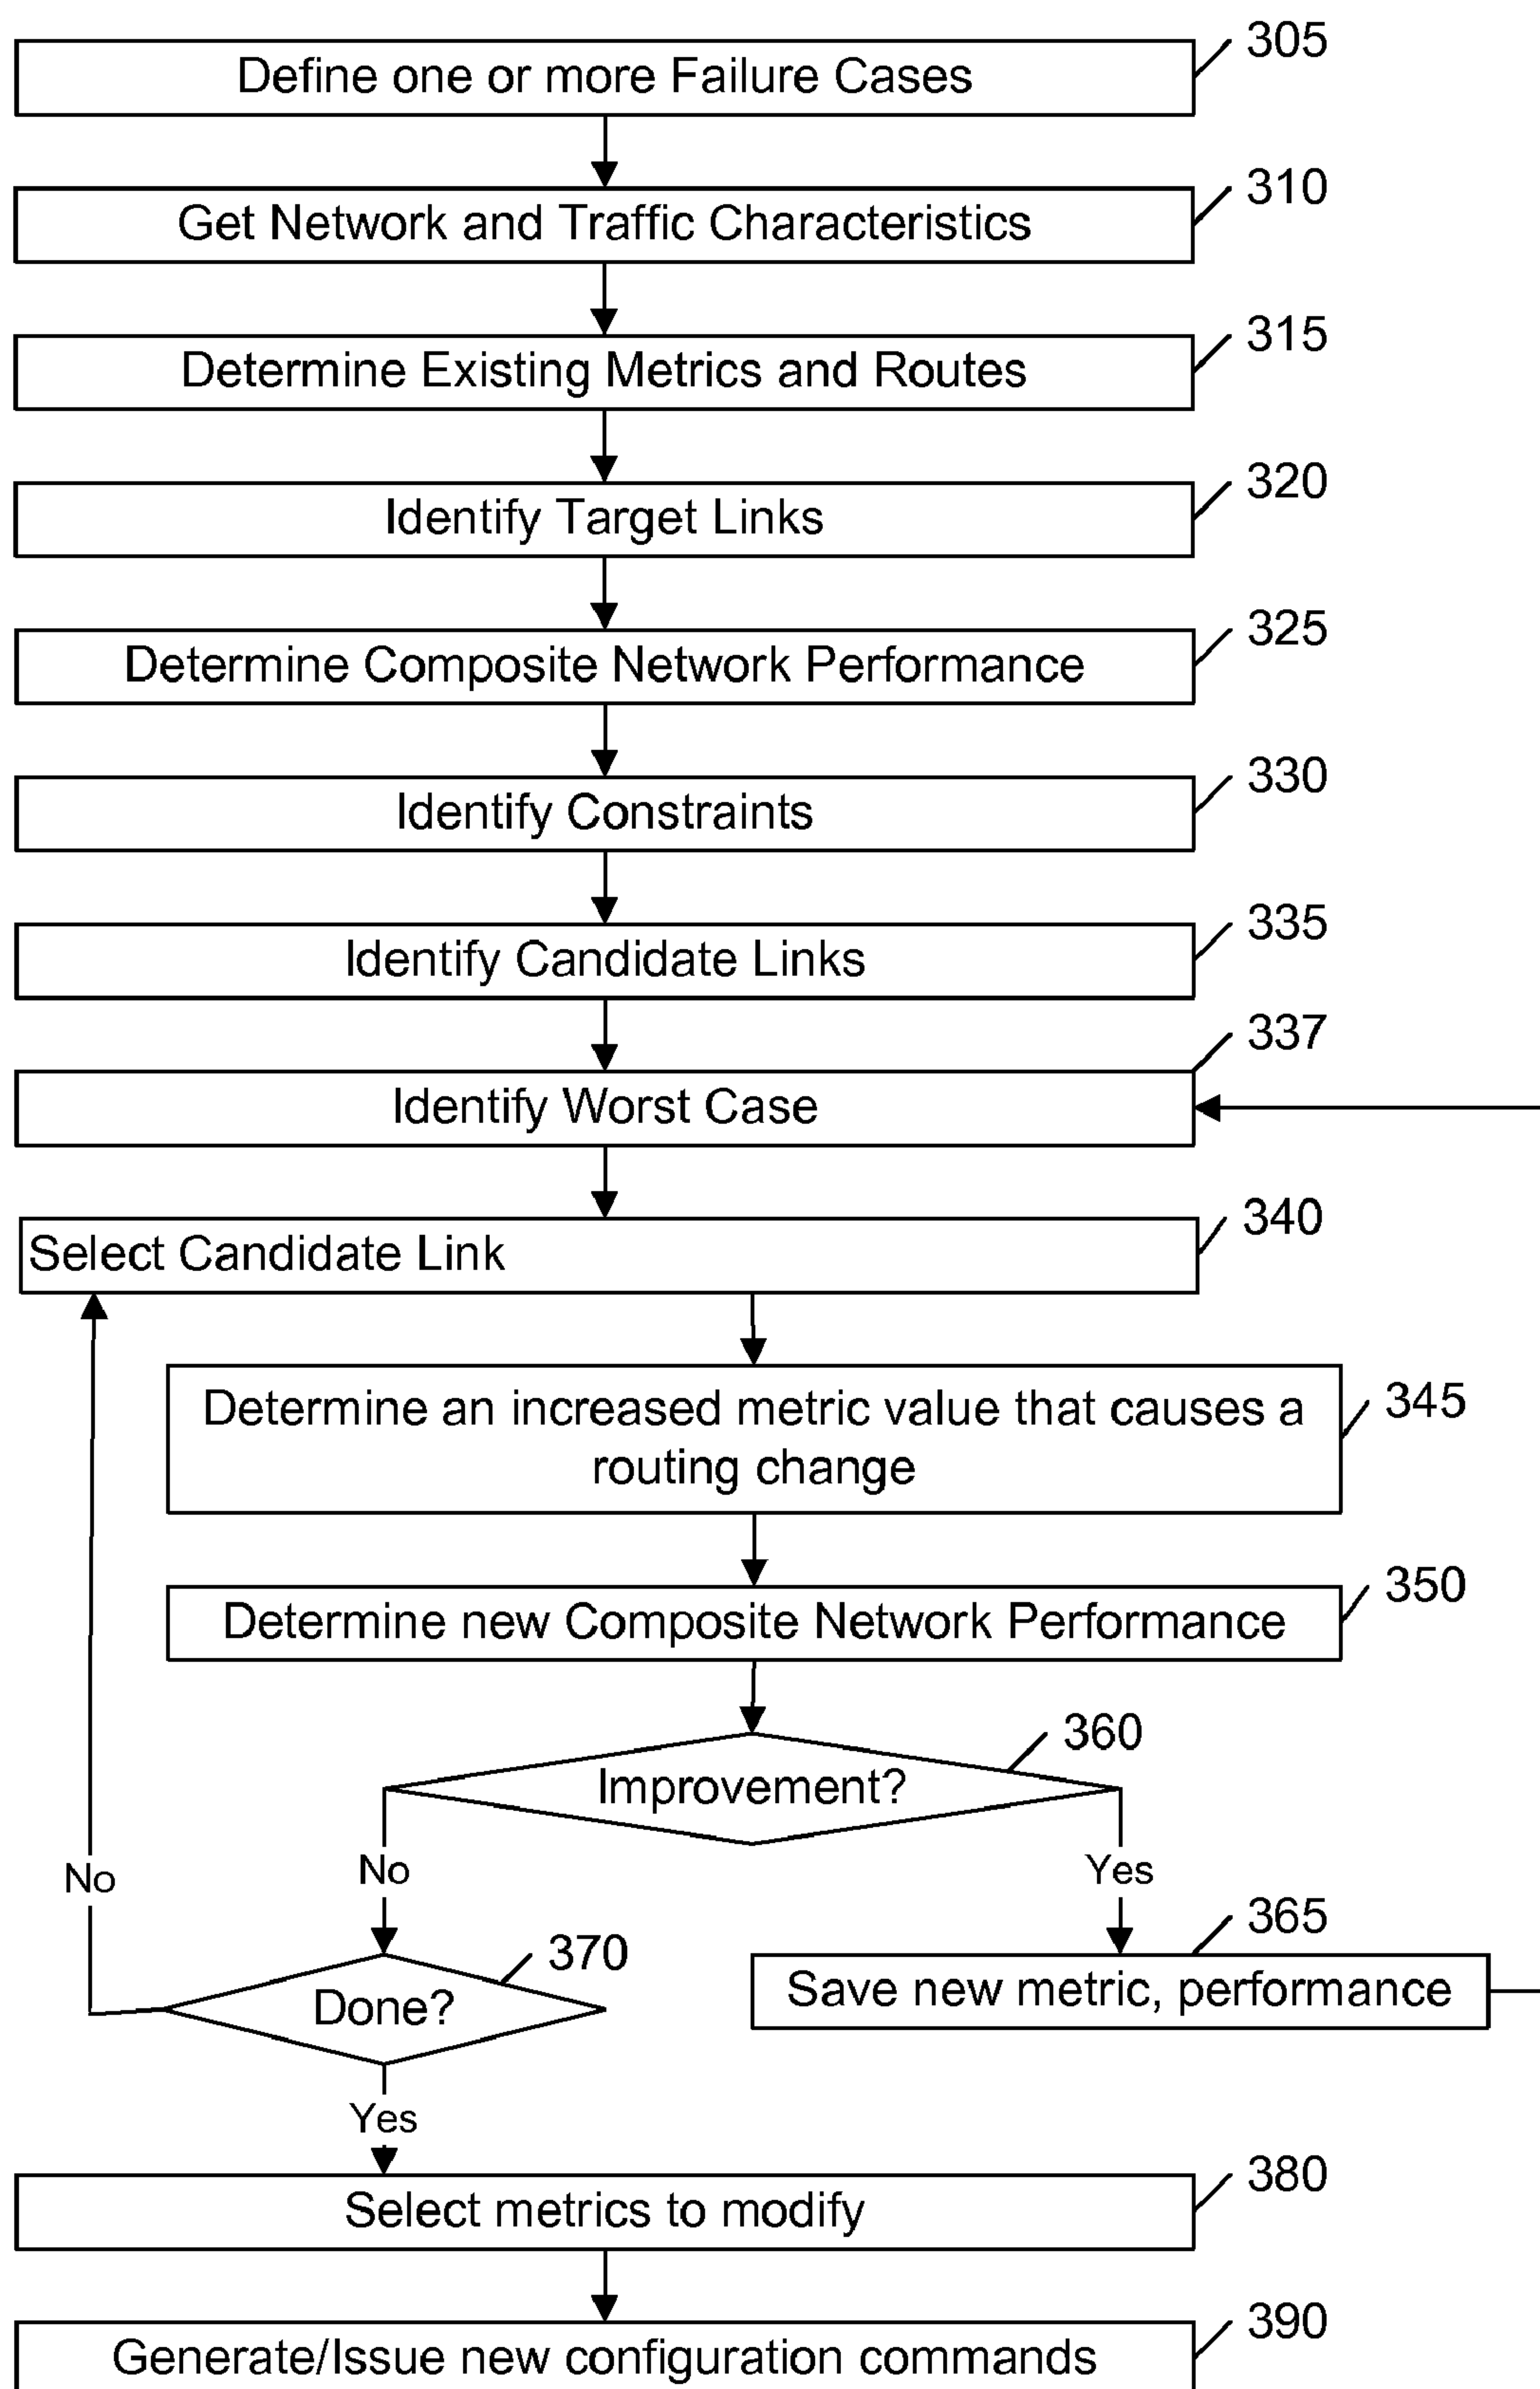 305
Define one or more Failure Cases
310
Get Network and Traffic Characteristics
315
Determine Existing Metrics and Routes
320
Identify Target Links
325
Determine Composite Network Performance
330
Identify Constraints
335
Identify Candidate Links
337
Identify Worst Case
340
Select Candidate Link
345
Determine an increased metric value that causes a
routing change
350
Determine new Composite Network Performance
360
Improvement?
No
No
Yes
365
370
Done?
Save new metric, performance
Yes
380
Select metrics to modify
390
Generate/Issue new configuration commands